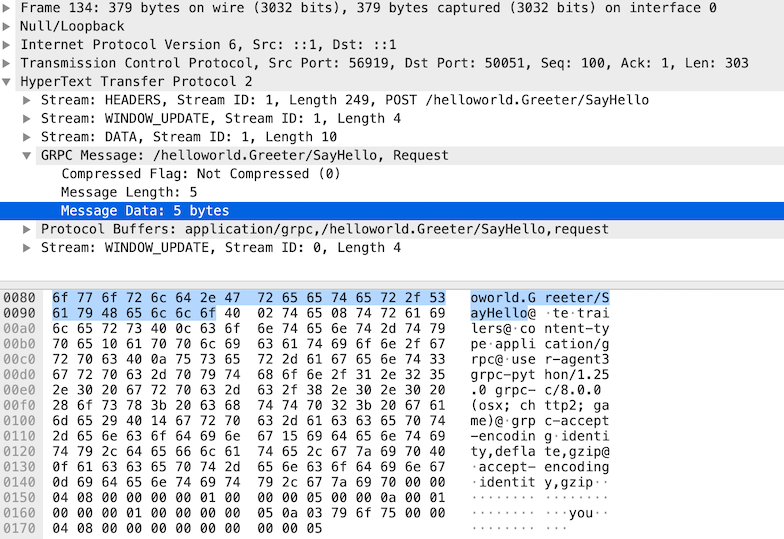 Frame 134: 379 bytes on wire (3032 bits), 379 bytes captured (3032 bits) on interface 0
Null/Loopback
Internet Protocol Version 6, Src: ::1, Dst: ::1
Transmission Control Protocol, Src Port: 56919, Dst Port: 50051, Seq: 100, Ack: 1, Len: 303
HyperText Transfer Protocol 2
Stream: HEADERS, Stream ID: 1, Length 249, POST /helloworld.Greeter/SayHello
Stream: WINDOW_UPDATE, Stream ID: 1, Length 4
Stream: DATA, Stream ID: 1, Length 10
GRPC Message: /helloworld.Greeter/SayHello, Request
Compressed Flag: Not Compressed (0)
Message Length: 5
Message Data: 5 bytes
Protocol Buffers: application/grpc,/helloworld.Greeter/SayHello,request
Stream: WINDOW_UPDATE, Stream ID: 0, Length 4
0080 6f 77 6f 72 6c 64 2e 47 72 65 65 74 65 72 2f 53 oworld.G reeter/S
0090 61 79 48 65 6c 6c 6f 40 02 74 65 08 74 72 61 69 ayHello@ ·te·trai
00a0 6c 65 72 73 40 0c 63 6f 6e 74 65 6e 74 2d 74 79 lers@·co ntent-ty
00b0 70 65 10 61 70 70 6c 69 63 61 74 69 6f 6e 2f 67 pe·appli cation/g
00c0 72 70 63 40 0a 75 73 65 72 2d 61 67 65 6e 74 33 rpc@·use r-agent3
00d0 67 72 70 63 2d 70 79 74 68 6f 6e 2f 31 2e 32 35 grpc-pyt hon/1.25
00e0 2e 30 20 67 72 70 63 2d 63 2f 38 2e 30 2e 30 20 .0 grpc- c/8.0.0
00f0 28 6f 73 78 3b 20 63 68 74 74 70 32 3b 20 67 61 (osx; ch ttp2; ga
0100 6d 65 29 40 14 67 72 70 63 2d 61 63 63 65 70 74 me)@·grp c-accept
0110 2d 65 6e 63 6f 64 69 6e 67 15 69 64 65 6e 74 69 -encodin g·identi
0120 74 79 2c 64 65 66 6c 61 74 65 2c 67 7a 69 70 40 ty,defla te,gzip@
0130 0f 61 63 63 65 70 74 2d 65 6e 63 6f 64 69 6e 67 ·accept- encoding
0140 0d 69 64 65 6e 74 69 74 79 2c 67 7a 69 70 00 00 ·identit y,gzip··
0150 04 08 00 00 00 00 01 00 00 00 05 00 00 0a 00 01 ········ ········
0160 00 00 00 01 00 00 00 00 05 0a 03 79 6f 75 00 00 ········ ···you··
0170 04 08 00 00 00 00 00 00 00 00 05 ········ ···